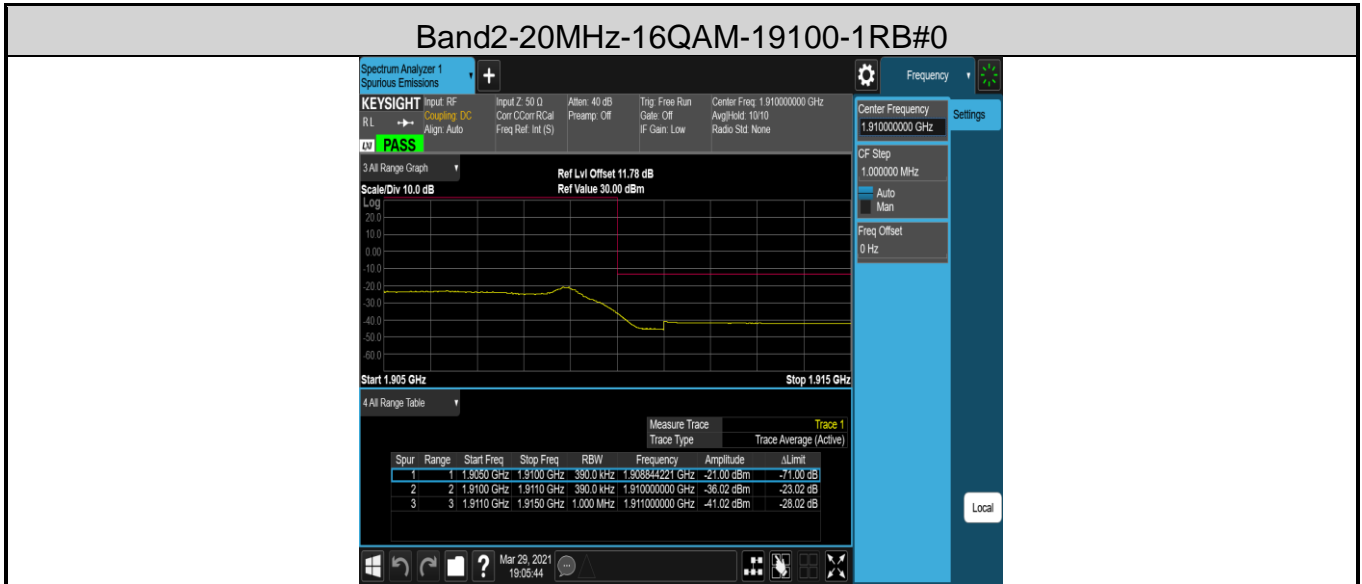 Band2-20MHz-16QAM-19100-1RB#0
Spectrum Analyzer 1
Spurious Emissions
+
Frequency
KEYSIGHT
RL
LXI
PASS
Input: RF
Coupling: DC
Align: Auto
Input Z: 50 Ω
Corr CCorr RCal
Freq Ref: Int (S)
Atten: 40 dB
Preamp: Off
Trig: Free Run
Gate: Off
IF Gain: Low
Center Freq: 1.910000000 GHz
Avg|Hold: 10/10
Radio Std: None
Center Frequency
1.910000000 GHz
Settings
CF Step
1.000000 MHz
Auto
Man
Freq Offset
0 Hz
Local
3 All Range Graph
Scale/Div 10.0 dB
Ref Lvl Offset 11.78 dB
Ref Value 30.00 dBm
Log
20.0
10.0
0.00
-10.0
-20.0
-30.0
-40.0
-50.0
-60.0
Start 1.905 GHz
Stop 1.915 GHz
4 All Range Table
Measure Trace Trace 1
Trace Type Trace Average (Active)
Spur Range Start Freq Stop Freq RBW Frequency Amplitude ΔLimit
1 1 1.9050 GHz 1.9100 GHz 390.0 kHz 1.908844221 GHz -21.00 dBm -71.00 dB
2 2 1.9100 GHz 1.9110 GHz 390.0 kHz 1.910000000 GHz -36.02 dBm -23.02 dB
3 3 1.9110 GHz 1.9150 GHz 1.000 MHz 1.911000000 GHz -41.02 dBm -28.02 dB
?
Mar 29, 2021
19:05:44